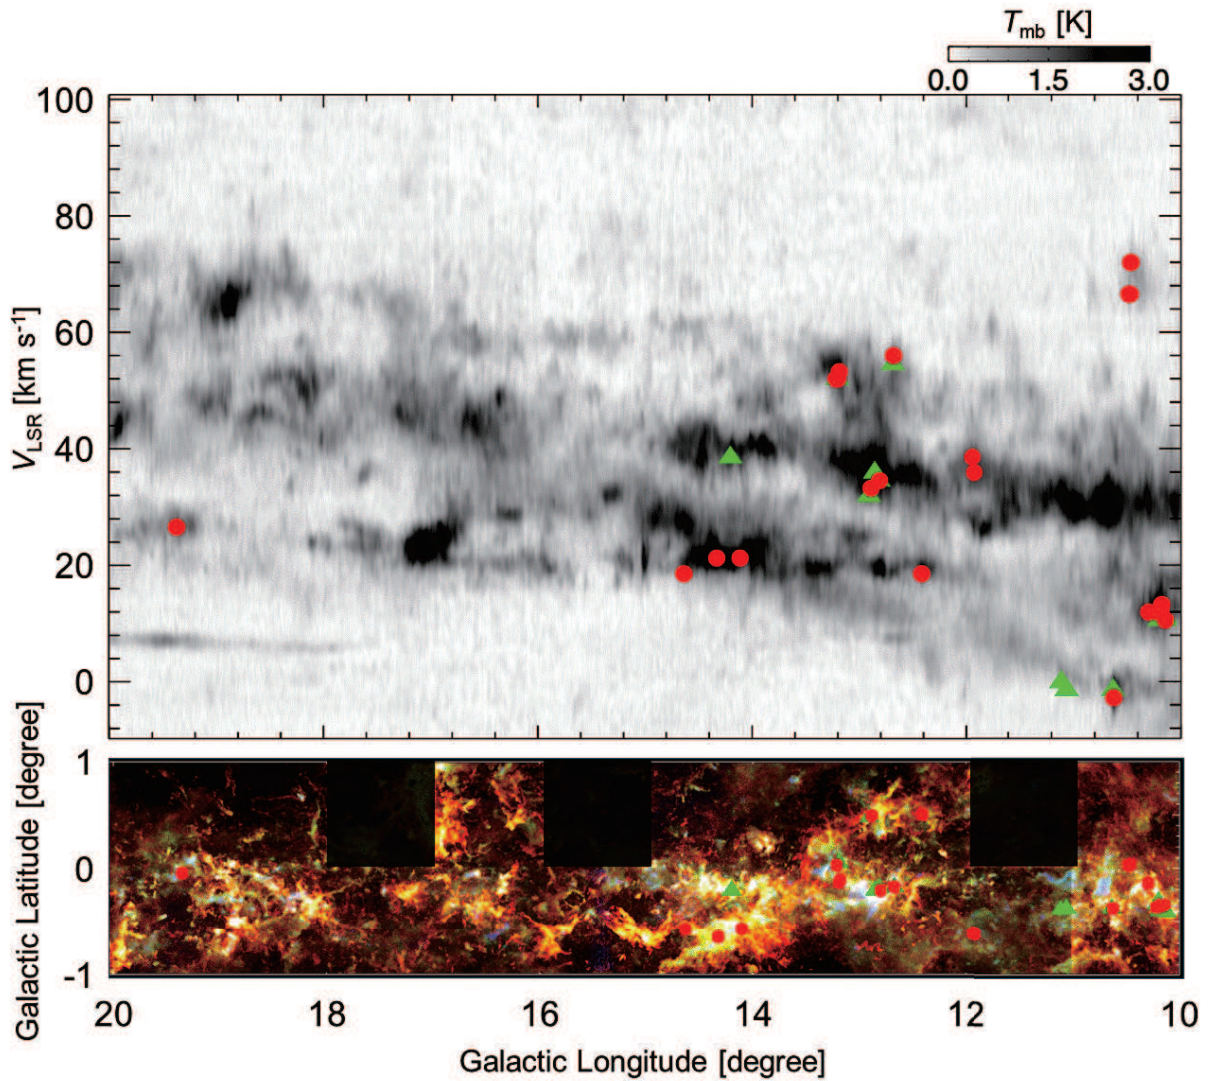 T_mb [K]
0.0 1.5 3.0
100
80
60
40
20
0
V_LSR [km s⁻¹]
1
0
-1
Galactic Latitude [degree]
20 18 16 14 12 10
Galactic Longitude [degree]